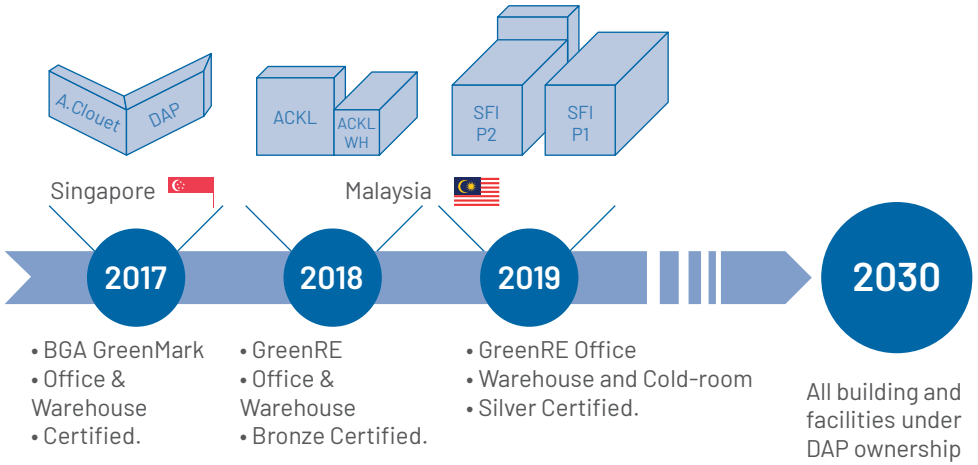 A.Clouet
DAP
ACKL
ACKL
WH
SFI
P2
SFI
P1
Singapore
Malaysia
2017
2018
2019
2030
• BGA GreenMark
• Office &
Warehouse
• Certified.
• GreenRE
• Office &
Warehouse
• Bronze Certified.
• GreenRE Office
• Warehouse and Cold-room
• Silver Certified.
All building and
facilities under
DAP ownership